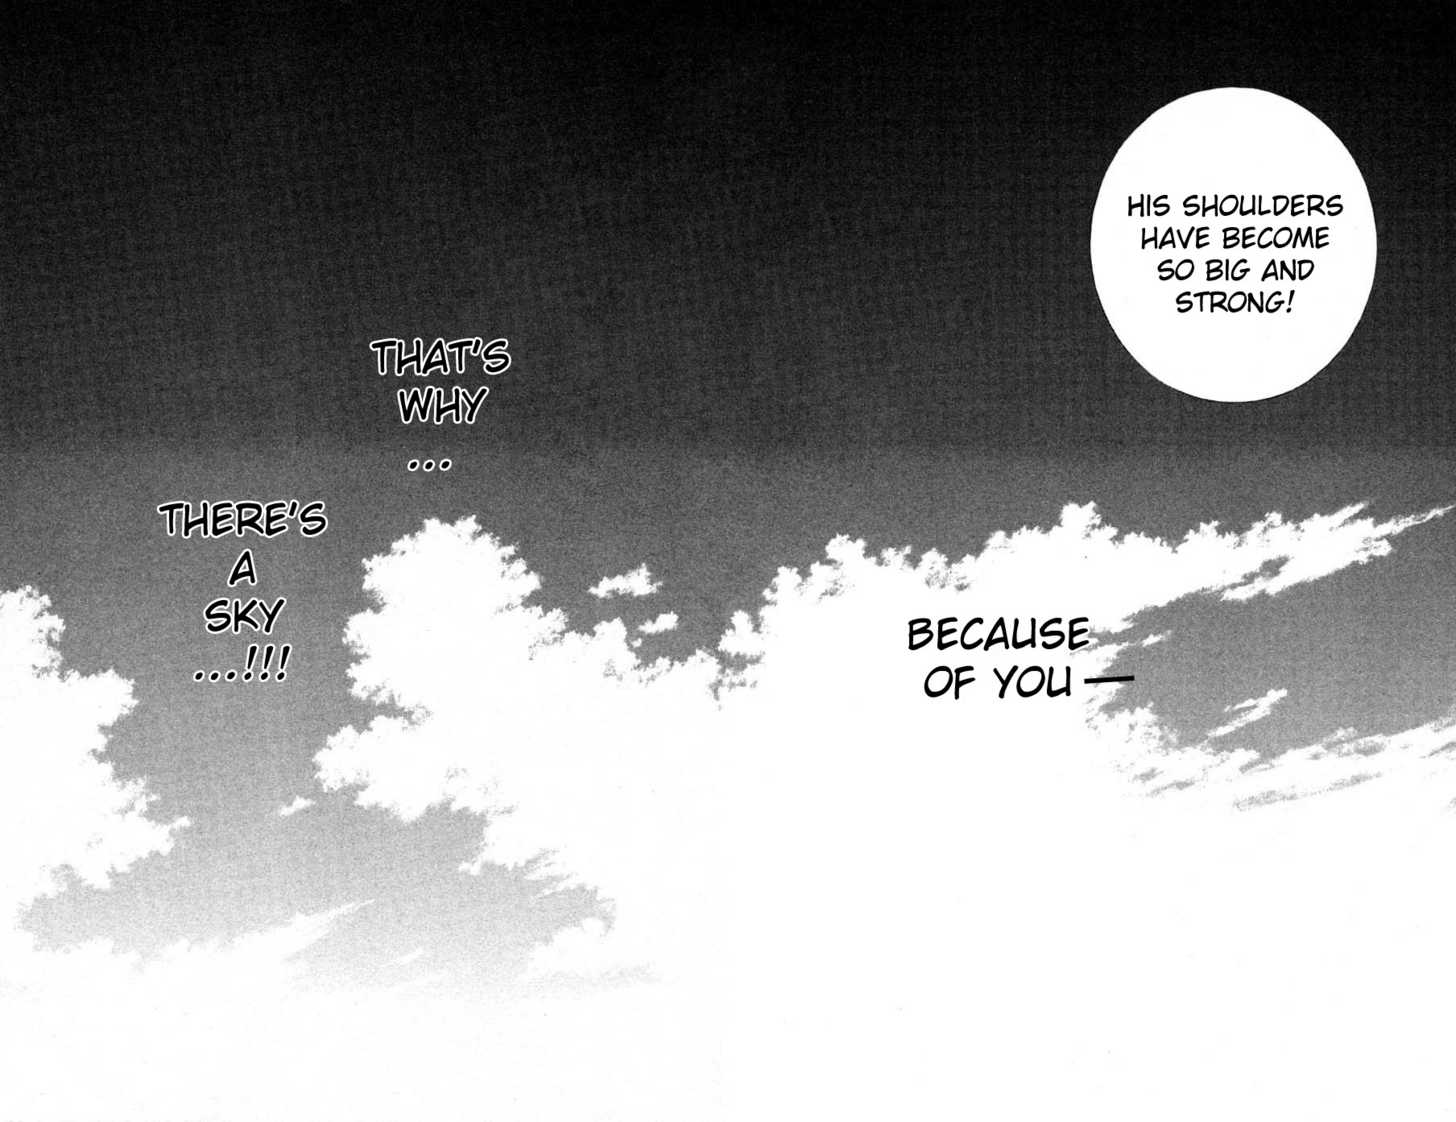 HIS SHOULDERS
HAVE BECOME
SO BIG AND
STRONG!
BECAUSE
OF YOU —
THAT'S
WHY
...
THERE'S
A
SKY
...!!!